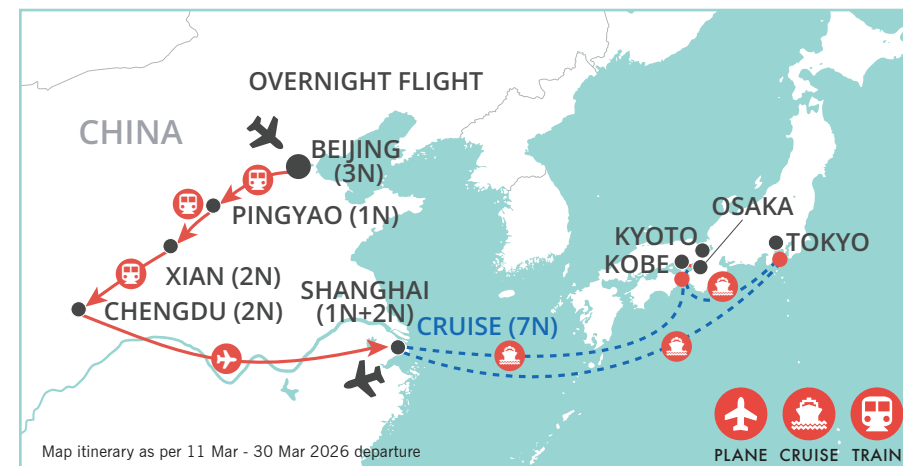 OVERNIGHT FLIGHT
CHINA
BEIJING
(3N)
PINGYAO (1N)
OSAKA
KYOTO
TOKYO
KOBE
XIAN (2N)
SHANGHAI
(1N+2N)
CHENGDU (2N)
CRUISE (7N)
Map itinerary as per 11 Mar - 30 Mar 2026 departure
PLANE CRUISE TRAIN